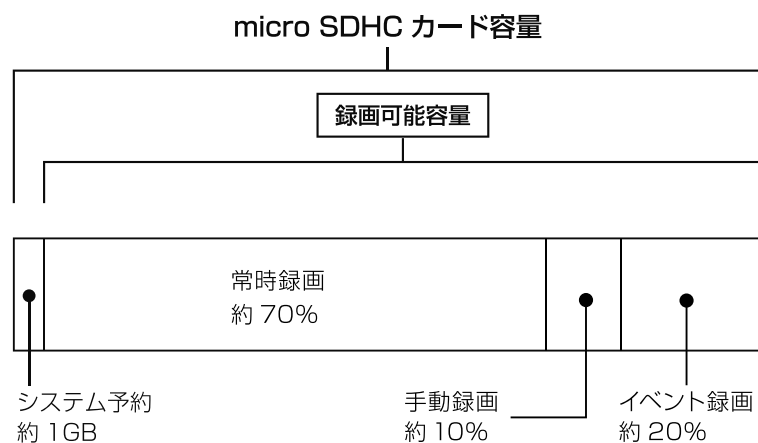 micro SDHC カード容量
録画可能容量
常時録画
約 70%
システム予約
約 1GB
手動録画
約 10%
イベント録画
約 20%